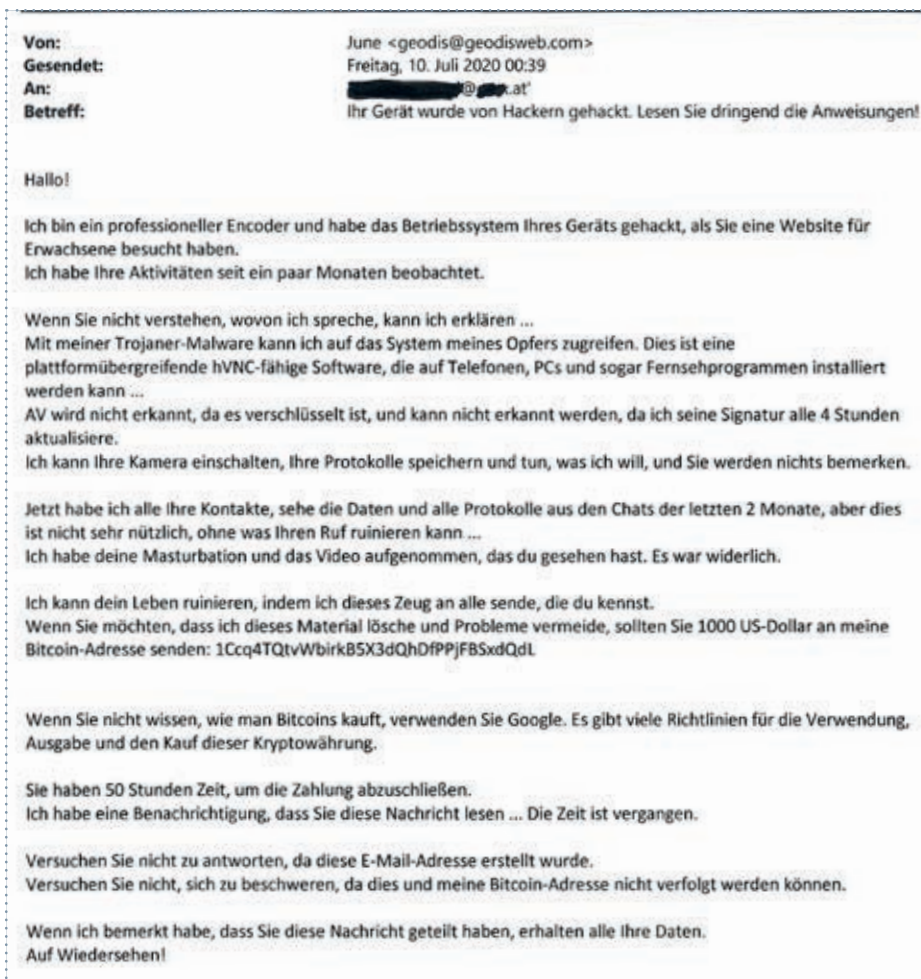 Von: June <geodis@geodisweb.com>
Gesendet: Freitag, 10. Juli 2020 00:39
An: @ .at'
Betreff: Ihr Gerät wurde von Hackern gehackt. Lesen Sie dringend die Anweisungen!
Hallo!
Ich bin ein professioneller Encoder und habe das Betriebssystem Ihres Geräts gehackt, als Sie eine Website für
Erwachsene besucht haben.
Ich habe Ihre Aktivitäten seit ein paar Monaten beobachtet.
Wenn Sie nicht verstehen, wovon ich spreche, kann ich erklären ...
Mit meiner Trojaner-Malware kann ich auf das System meines Opfers zugreifen. Dies ist eine
plattformübergreifende hVNC-fähige Software, die auf Telefonen, PCs und sogar Fernsehprogrammen installiert
werden kann ...
AV wird nicht erkannt, da es verschlüsselt ist, und kann nicht erkannt werden, da ich seine Signatur alle 4 Stunden
aktualisiere.
Ich kann Ihre Kamera einschalten, Ihre Protokolle speichern und tun, was ich will, und Sie werden nichts bemerken.
Jetzt habe ich alle Ihre Kontakte, sehe die Daten und alle Protokolle aus den Chats der letzten 2 Monate, aber dies
ist nicht sehr nützlich, ohne was Ihren Ruf ruinieren kann ...
Ich habe deine Masturbation und das Video aufgenommen, das du gesehen hast. Es war widerlich.
Ich kann dein Leben ruinieren, indem ich dieses Zeug an alle sende, die du kennst.
Wenn Sie möchten, dass ich dieses Material lösche und Probleme vermeide, sollten Sie 1000 US-Dollar an meine
Bitcoin-Adresse senden: 1Ccq4TQtvWbirkB5X3dQhDfPPjFBSxdQdL
Wenn Sie nicht wissen, wie man Bitcoins kauft, verwenden Sie Google. Es gibt viele Richtlinien für die Verwendung,
Ausgabe und den Kauf dieser Kryptowährung.
Sie haben 50 Stunden Zeit, um die Zahlung abzuschließen.
Ich habe eine Benachrichtigung, dass Sie diese Nachricht lesen ... Die Zeit ist vergangen.
Versuchen Sie nicht zu antworten, da diese E-Mail-Adresse erstellt wurde.
Versuchen Sie nicht, sich zu beschweren, da dies und meine Bitcoin-Adresse nicht verfolgt werden können.
Wenn ich bemerkt habe, dass Sie diese Nachricht geteilt haben, erhalten alle Ihre Daten.
Auf Wiedersehen!